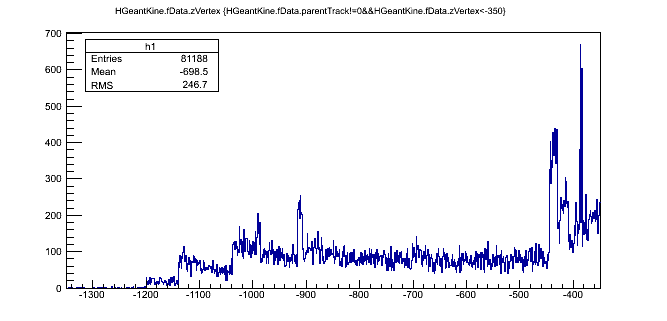 HGeantKine.fData.zVertex {HGeantKine.fData.parentTrack!=0&&HGeantKine.fData.zVertex<-350}
h1
Entries 81188
Mean -698.5
RMS 246.7
700
600
500
400
300
200
100
0
-1300 -1200 -1100 -1000 -900 -800 -700 -600 -500 -400